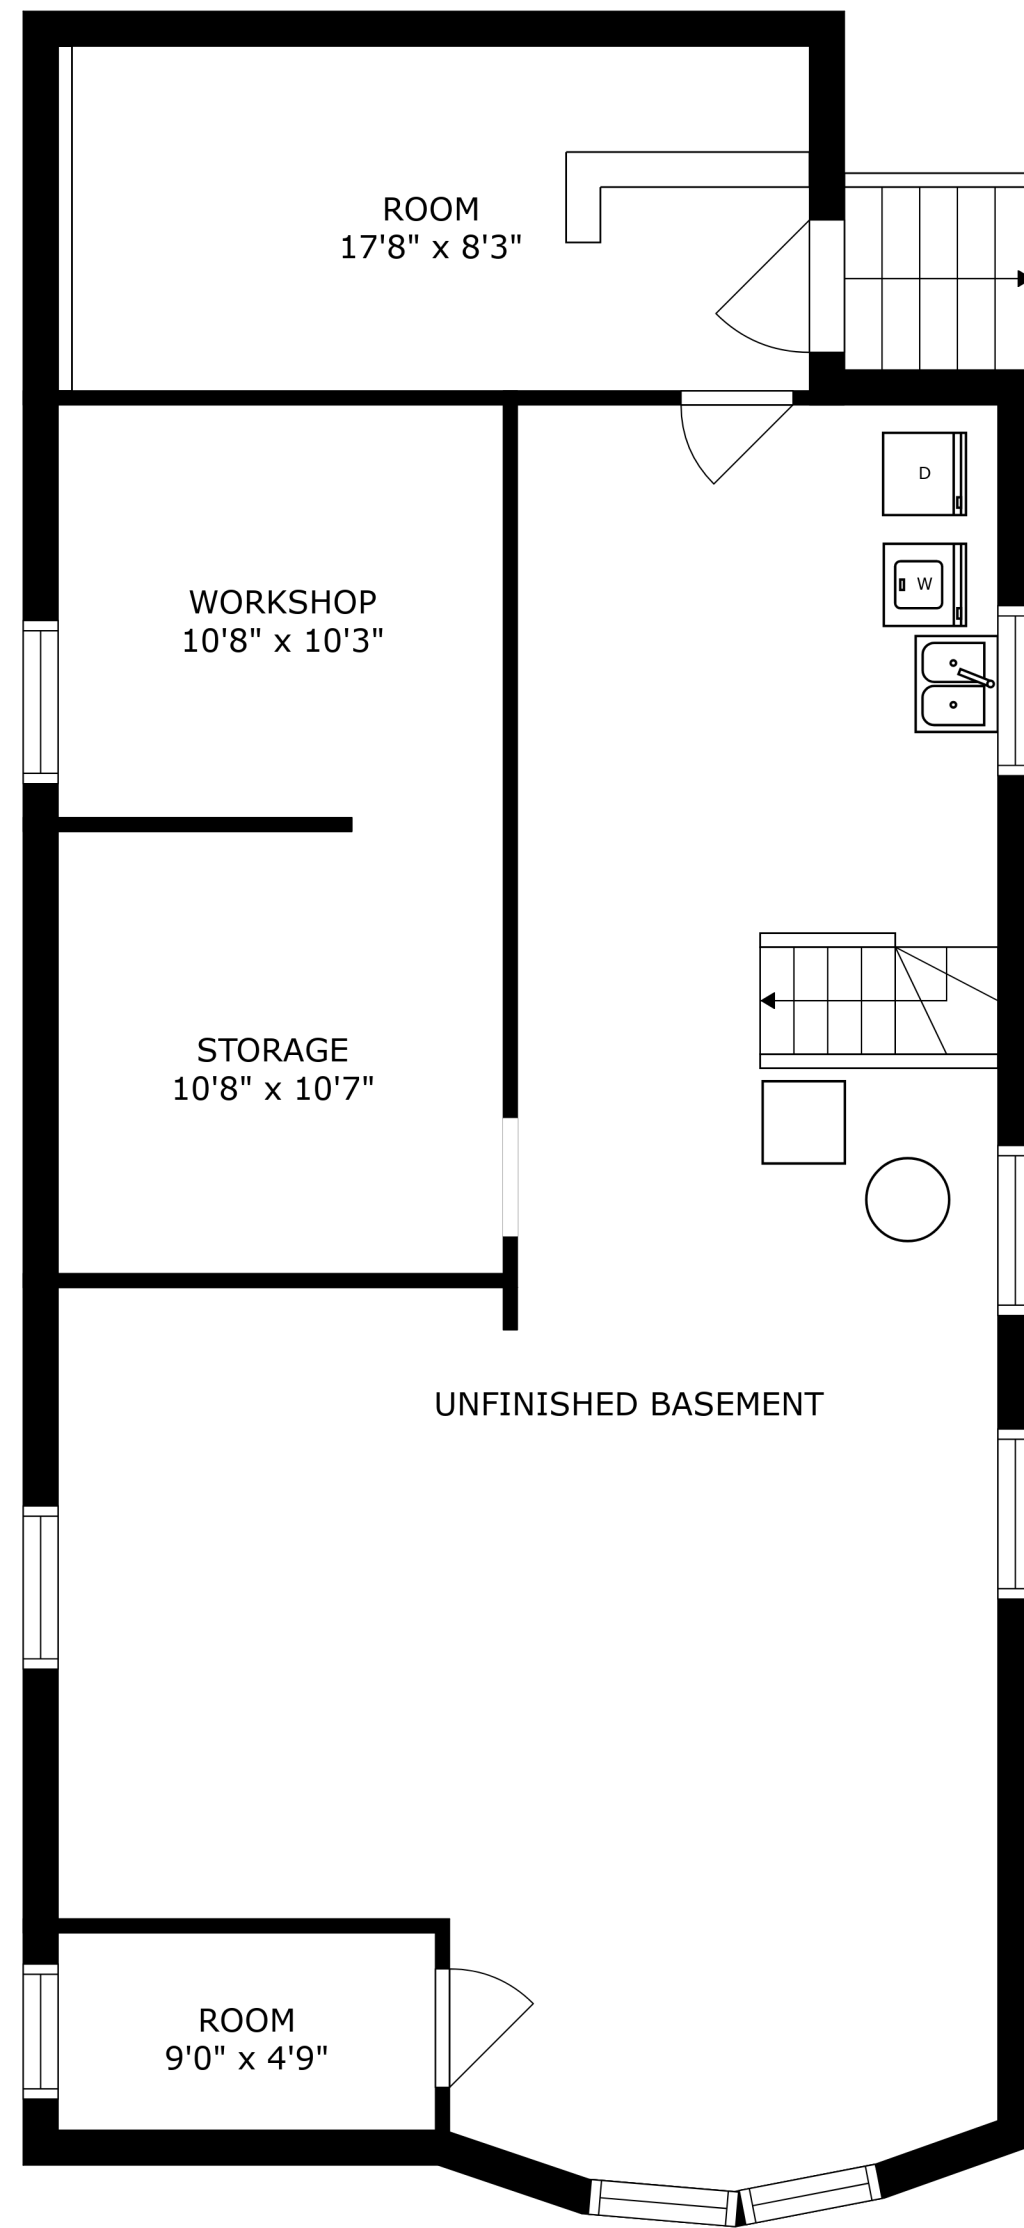 ROOM
17'8" x 8'3"
D
W
WORKSHOP
10'8" x 10'3"
STORAGE
10'8" x 10'7"
UNFINISHED BASEMENT
ROOM
9'0" x 4'9"